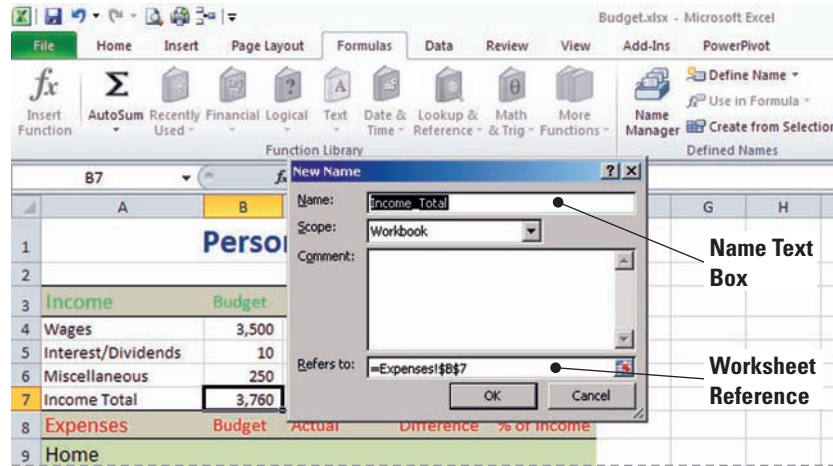 Budget.xlsx - Microsoft Excel
File Home Insert Page Layout Formulas Data Review View Add-Ins PowerPivot
fx Σ ? A θ
Insert Function AutoSum Recently Used Financial Logical Text Date & Time Lookup & Reference Math & Trig More Functions Name Manager
Define Name
Use in Formula
Create from Selection
Function Library Defined Names
B7
New Name
Name: Income_Total
Scope: Workbook
Comment:
Refers to: =Expenses!$B$7
OK Cancel
Name Text
Box
Worksheet
Reference
A B G H
1
2
3 Income Budget
4 Wages 3,500
5 Interest/Dividends 10
6 Miscellaneous 250
7 Income Total 3,760
8 Expenses Budget Actual Difference % of Income
9 Home